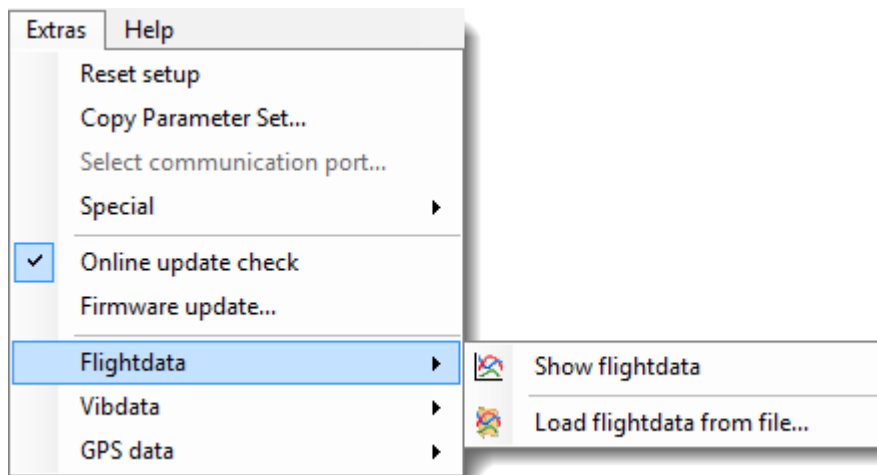 Extras Help
Reset setup
Copy Parameter Set...
Select communication port...
Special
Online update check
Firmware update...
Flightdata
Show flightdata
Vibdata
Load flightdata from file...
GPS data